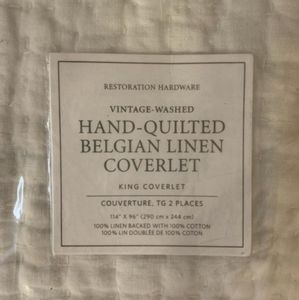 RESTORATION HARDWARE
VINTAGE-WASHED
HAND-QUILTED
BELGIAN LINEN
COVERLET
KING COVERLET
COUVERTURE, TG 2 PLACES
114" X 96" (290 cm x 244 cm)
100% LINEN BACKED WITH 100% COTTON
100% LIN DOUBLÉE DE 100% COTON